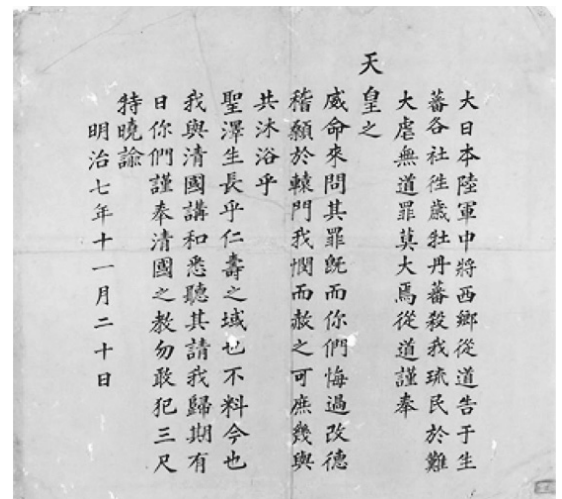 大日本陸軍中將西鄉從道告于生
蕃各社徃歲牡丹蕃殺我琉民於難
大虐無道罪莫大焉從道謹奉
天皇之
威命來問其罪既而你們悔過改德
稽顙於轅門我憫而赦之可庶幾與
共沐浴乎
聖澤生長乎仁壽之域也不料今也
我與清國講和悉聽其請我歸期有
日你們謹奉清國之教勿敢犯三尺
特曉諭
明治七年十一月二十日